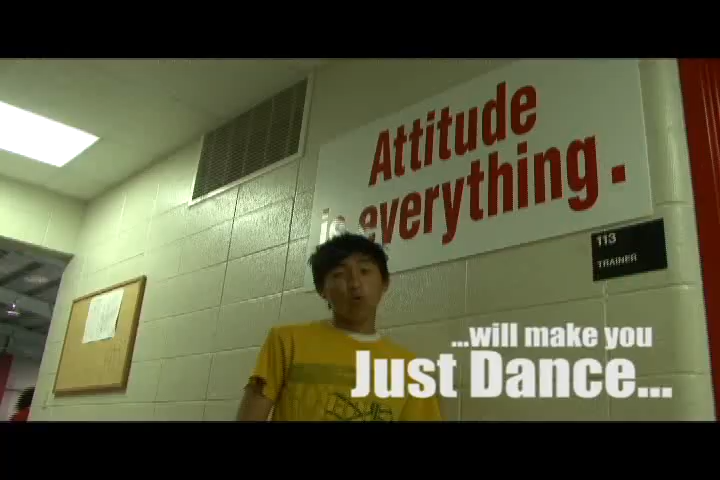 Attitude
is everything.
113
TRAINER
...will make you
Just Dance...